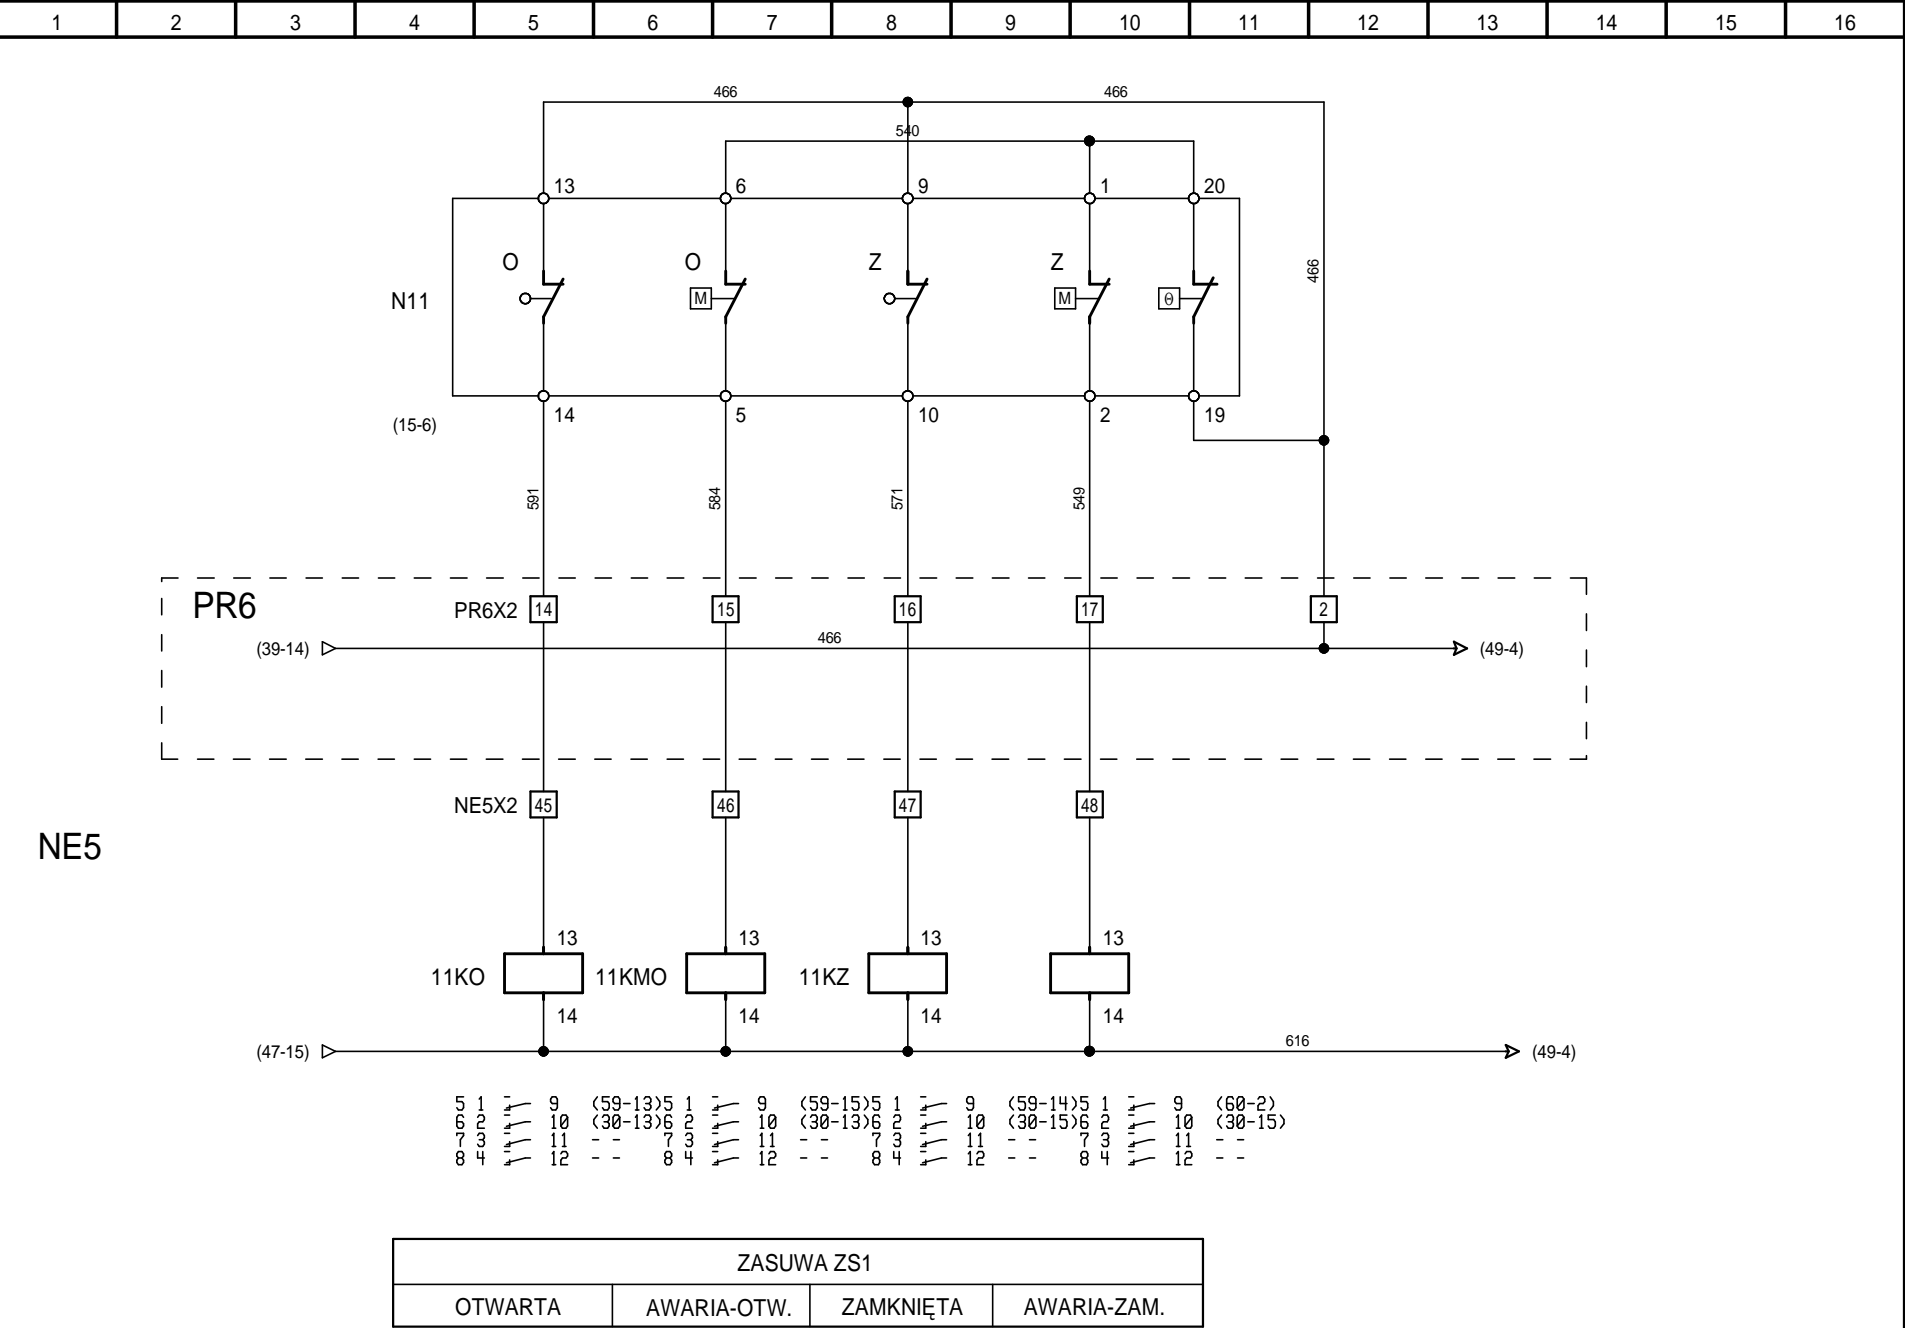 1 2 3 4 5 6 7 8 9 10 11 12 13 14 15 16
466 466
540
13 6 9 1 20
O O Z Z
N11 M M Θ 466
14 5 10 2 19
(15-6)
591 584 571 549
PR6 PR6X2 14 15 16 17 2
466
(39-14) (49-4)
NE5X2 45 46 47 48
NE5
13 13 13 13
11KO 11KMO 11KZ
14 14 14 14
616
(47-15) (49-4)
5 1 9 (59-13)5 1 9 (59-15)5 1 9 (59-14)5 1 9 (60-2)
6 2 10 (30-13)6 2 10 (30-13)6 2 10 (30-15)6 2 10 (30-15)
7 3 11 - - 7 3 11 - - 7 3 11 - - 7 3 11 - -
8 4 12 - - 8 4 12 - - 8 4 12 - - 8 4 12 - -
ZASUWA ZS1
OTWARTA AWARIA-OTW. ZAMKNIĘTA AWARIA-ZAM.